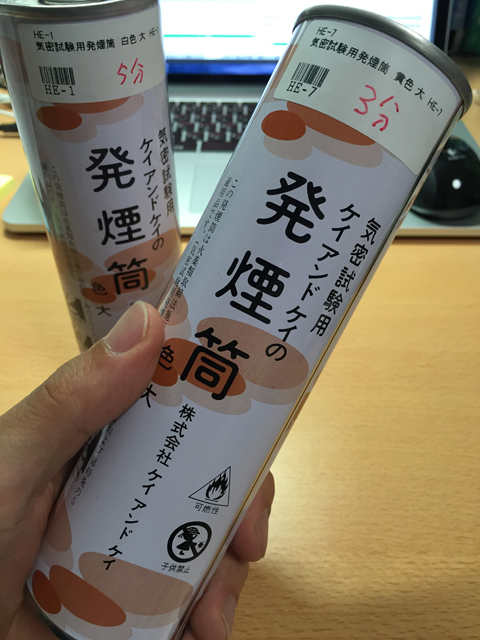 HE-1
気密試験用発煙筒 白色 大 HE-1
HE-1
5分
気密試験用
ケイアンドケイの
発煙筒
色
大
HE-7
気密試験用発煙筒 黄色 大 HE-7
HE-7
3分
気密試験用
ケイアンドケイの
発煙筒
色
大
株式会社 ケイ アンド ケイ
可燃性
子供禁止